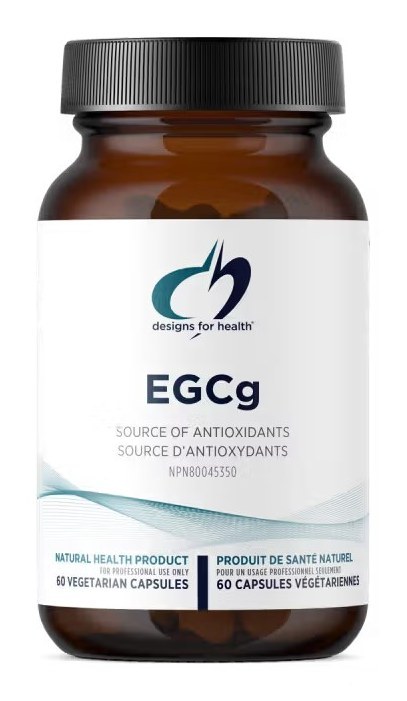 designs for health®
EGCg
SOURCE OF ANTIOXIDANTS
SOURCE D'ANTIOXYDANTS
NPN80045350
NATURAL HEALTH PRODUCT
FOR PROFESSIONAL USE ONLY
60 VEGETARIAN CAPSULES
PRODUIT DE SANTÉ NATUREL
POUR UN USAGE PROFESSIONNEL SEULEMENT
60 CAPSULES VÉGÉTARIENNES